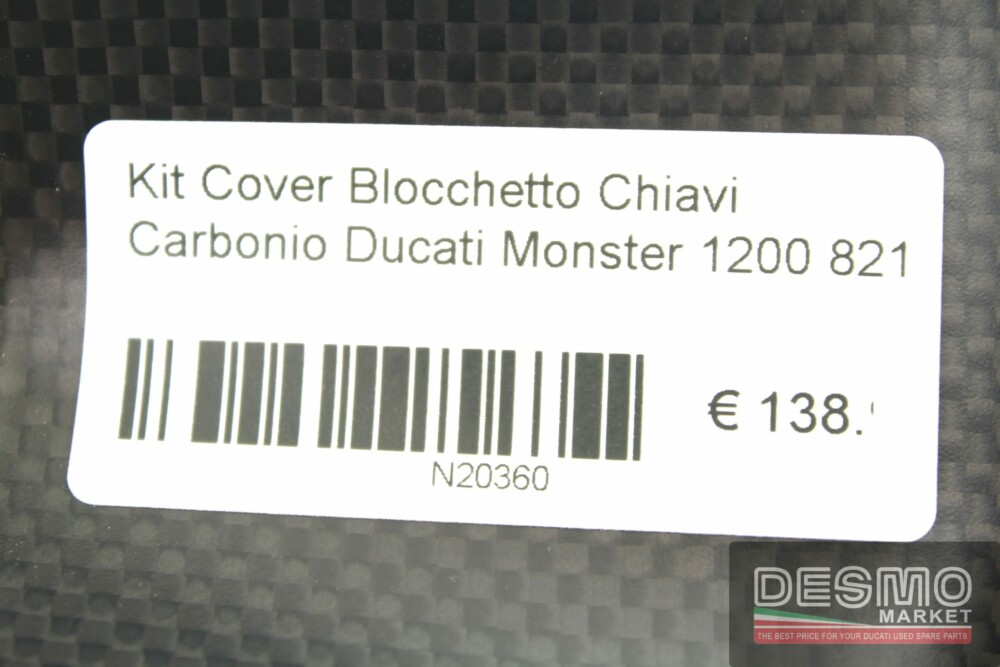 Kit Cover Blocchetto Chiavi
Carbonio Ducati Monster 1200 821
€ 138.
N20360
DESMO
MARKET
THE BEST PRICE FOR YOUR DUCATI USED SPARE PARTS